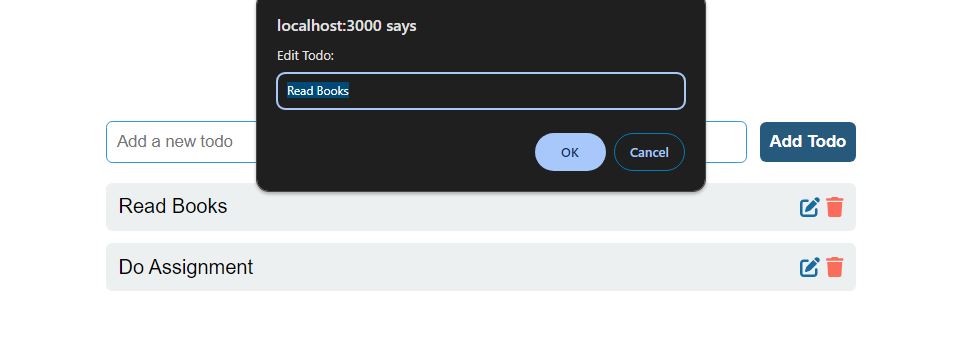 localhost:3000 says
Edit Todo:
Read Books
OK Cancel
Add a new todo Add Todo
Read Books
Do Assignment